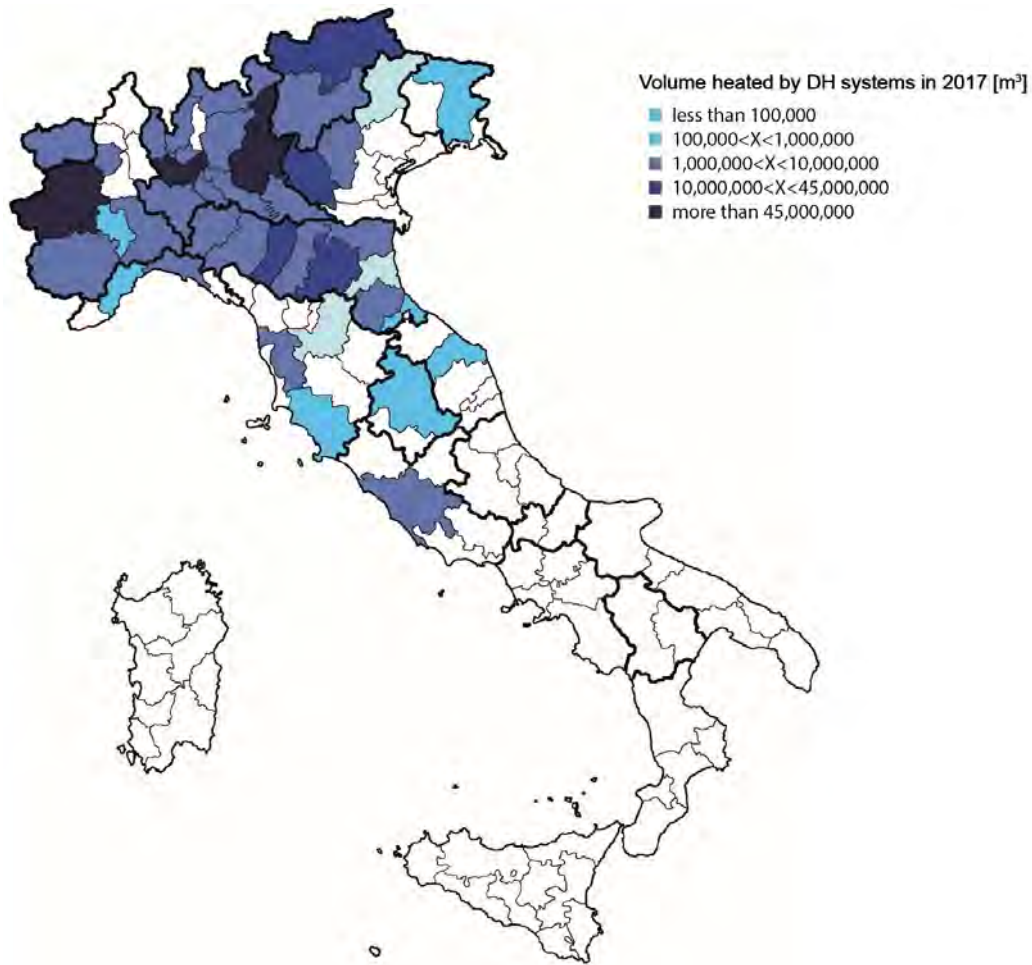 Volume heated by DH systems in 2017 [m³]
less than 100,000
100,000<X<1,000,000
1,000,000<X<10,000,000
10,000,000<X<45,000,000
more than 45,000,000